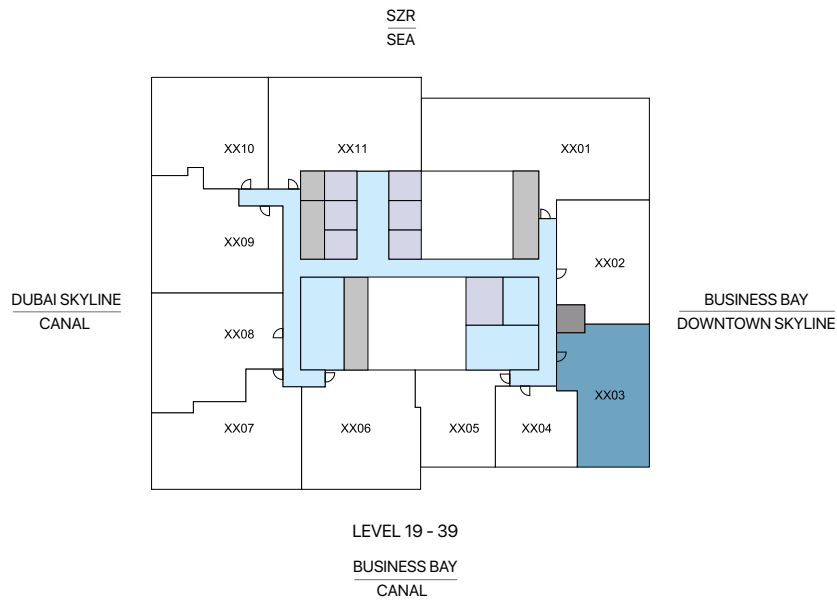 SZR
SEA
XX10
XX11
XX01
XX09
XX02
DUBAI SKYLINE
CANAL
BUSINESS BAY
DOWNTOWN SKYLINE
XX08
XX03
XX07
XX06
XX05
XX04
LEVEL 19 - 39
BUSINESS BAY
CANAL